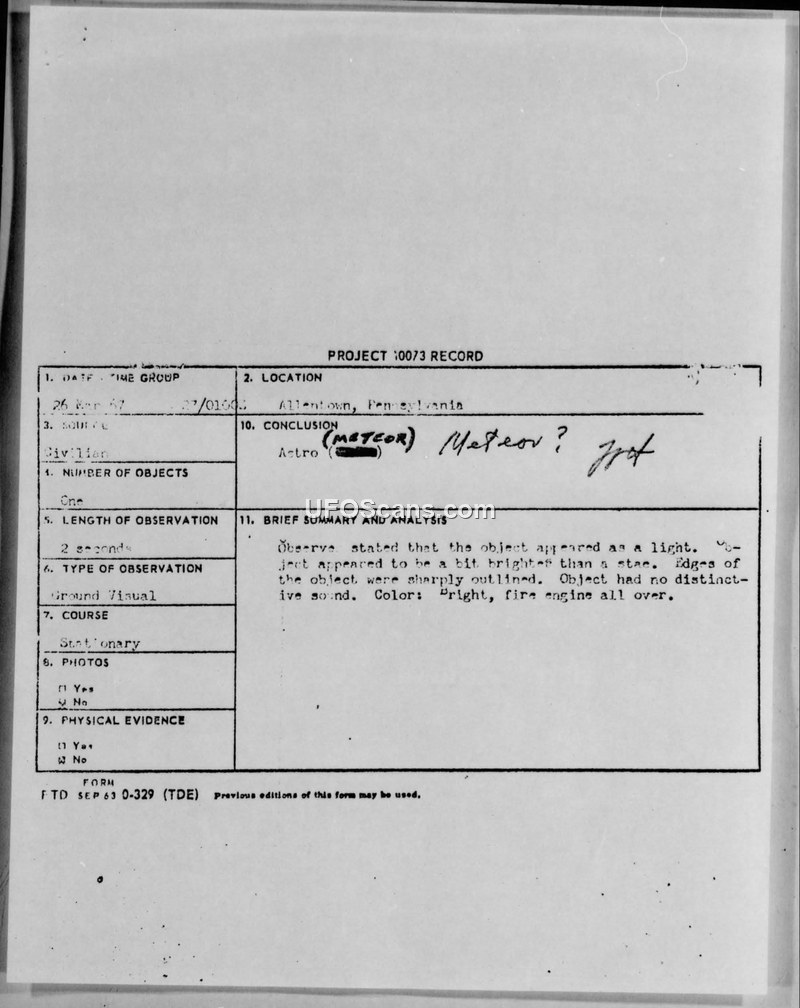 PROJECT 10073 RECORD
1. DATE - TIME GROUP
26 67 27/0100Z
2. LOCATION
Allentown, Pennsylvania
3. SOURCE
Civilian
10. CONCLUSION
(METEOR)
Astro ( )
Meteor?
4. NUMBER OF OBJECTS
One
UFOScans.com
5. LENGTH OF OBSERVATION
2 seconds
11. BRIEF SUMMARY AND ANALYSIS
Observer stated that the object appeared as a light. Ob-
ject appeared to be a bit brighter than a stae. Edges of
the object were sharply outlined. Object had no distinct-
ive sound. Color: Bright, fire engine all over.
6. TYPE OF OBSERVATION
Ground Visual
7. COURSE
Stationary
8. PHOTOS
Yes
No
9. PHYSICAL EVIDENCE
Yes
No
FORM
FTD SEP 63 0-329 (TDE) Previous editions of this form may be used.